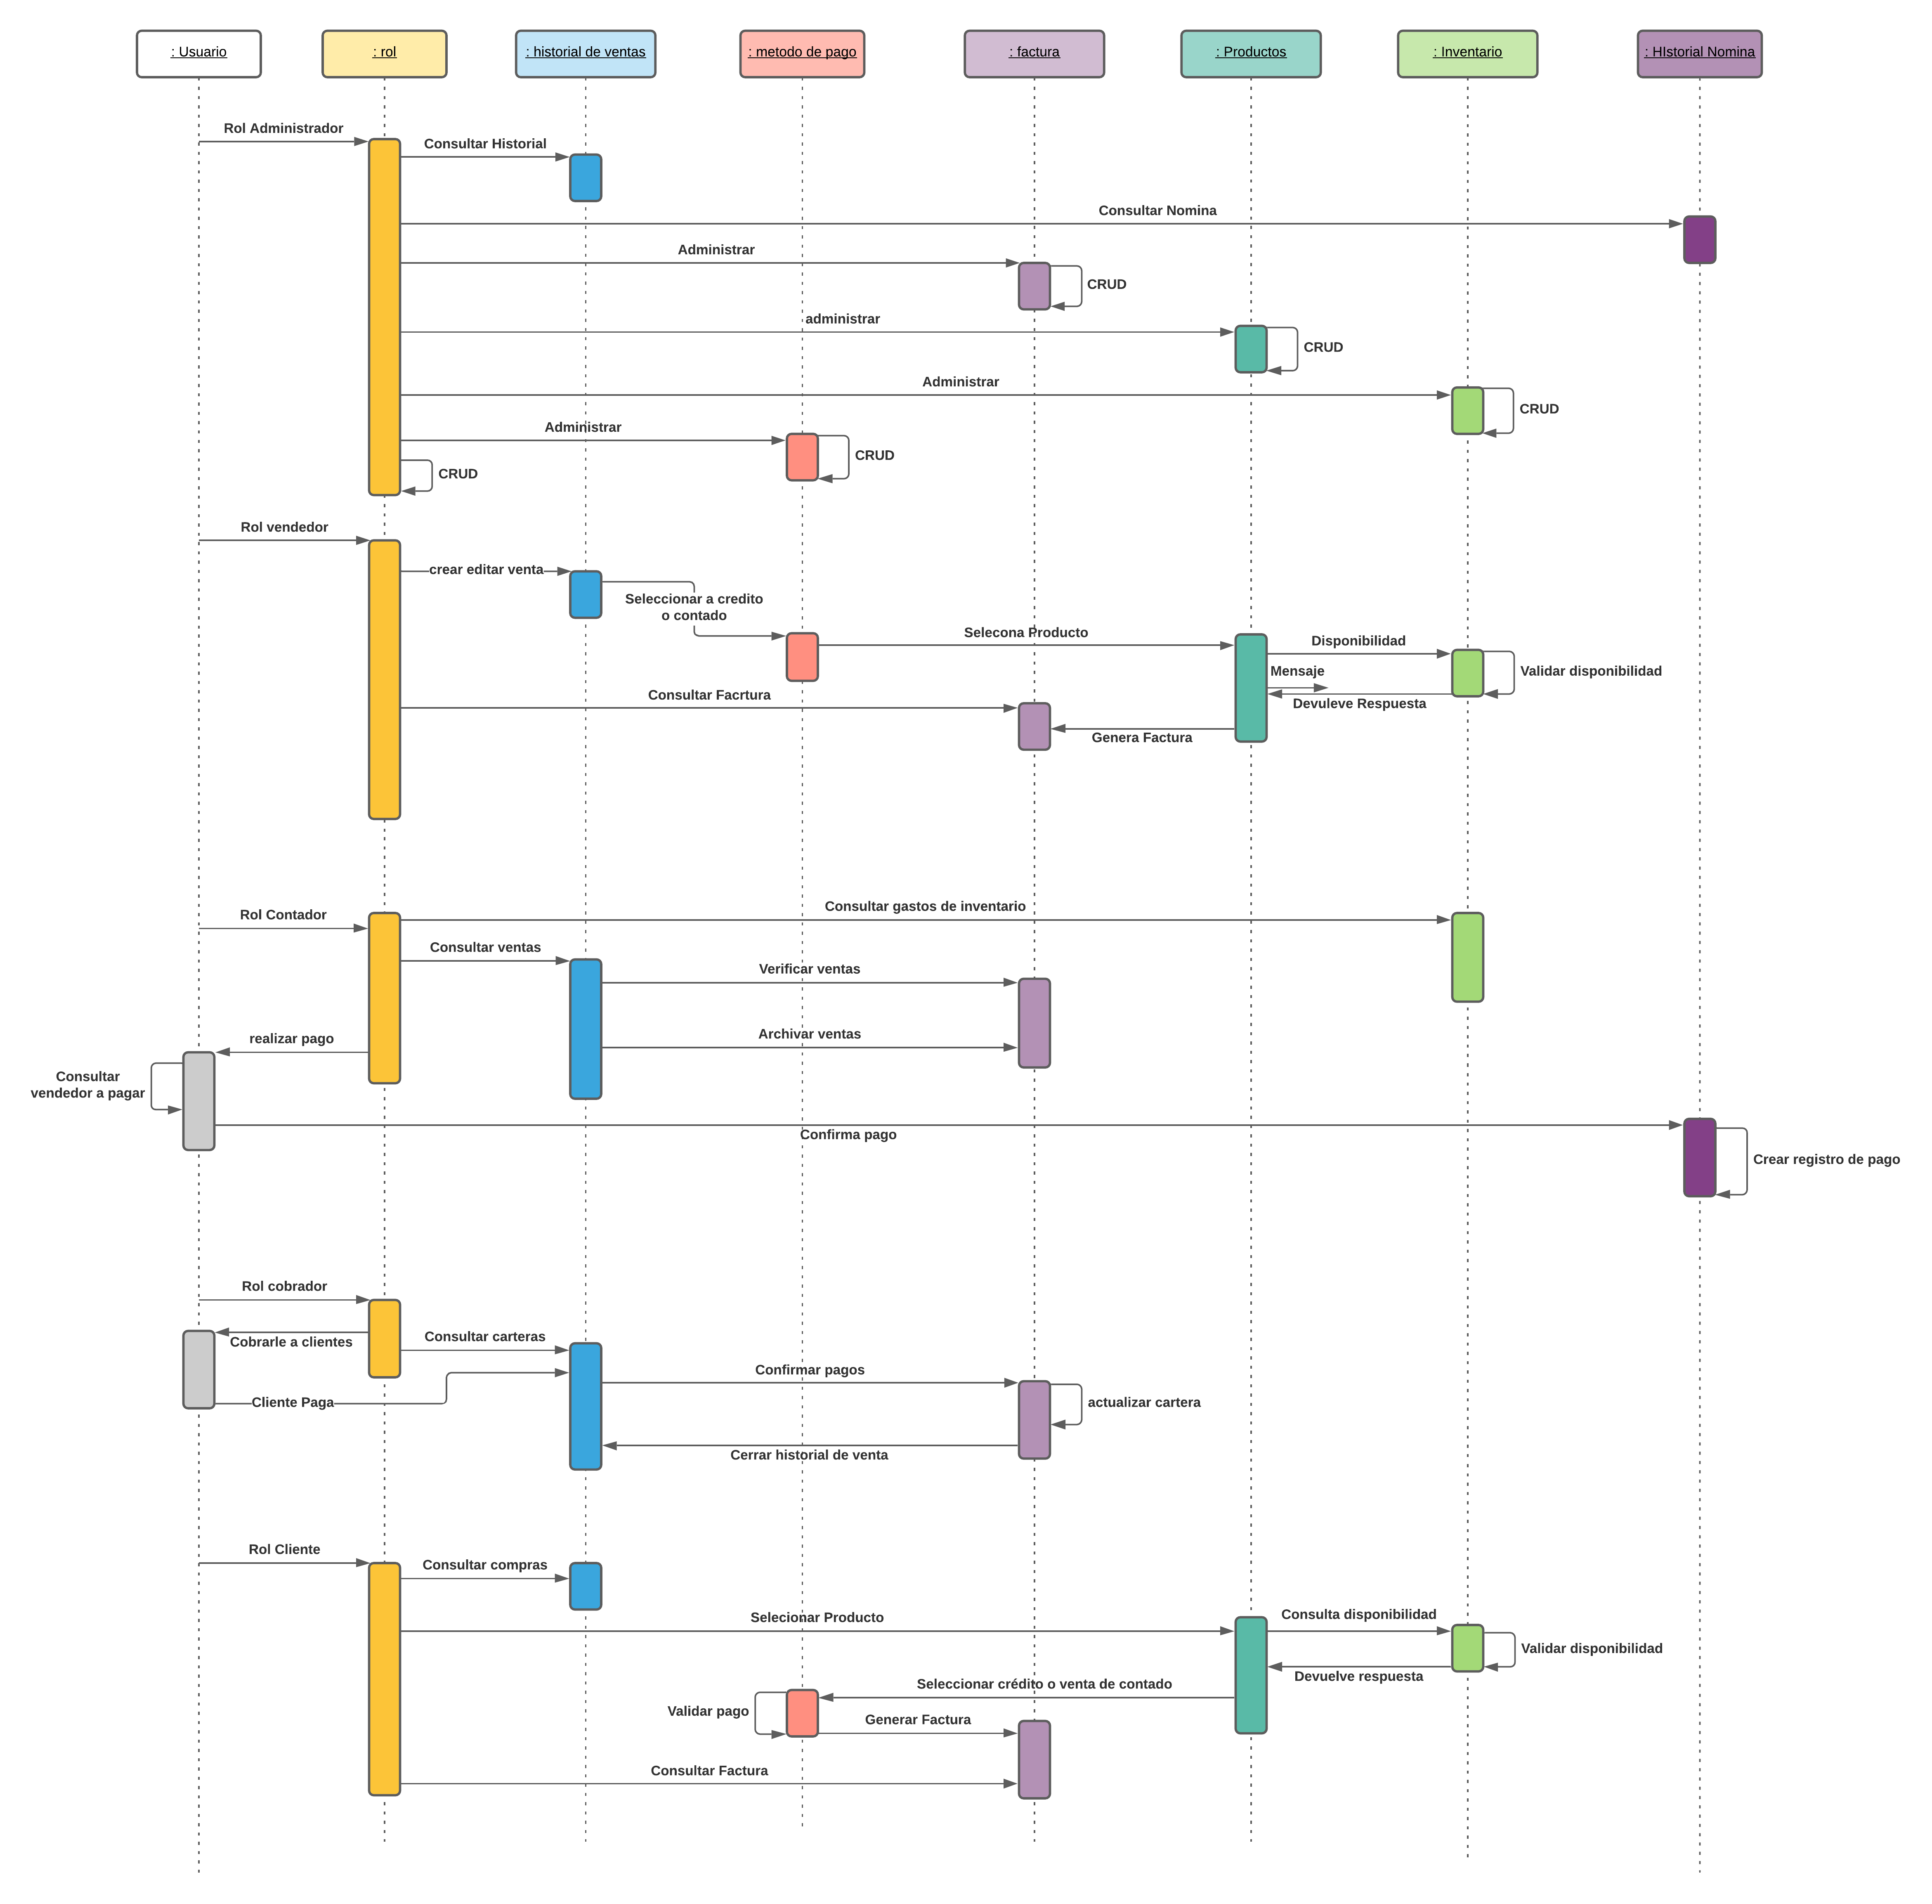 : Usuario
: rol
: historial de ventas
: metodo de pago
: factura
: Productos
: Inventario
: HIstorial Nomina
Rol Administrador
Consultar Historial
Consultar Nomina
Administrar
CRUD
administrar
CRUD
Administrar
CRUD
Administrar
CRUD
CRUD
Rol vendedor
crear editar venta
Seleccionar a credito
o contado
Selecona Producto
Disponibilidad
Mensaje
Validar disponibilidad
Consultar Facrtura
Devuleve Respuesta
Genera Factura
Rol Contador
Consultar gastos de inventario
Consultar ventas
Verificar ventas
Archivar ventas
realizar pago
Consultar
vendedor a pagar
Confirma pago
Crear registro de pago
Rol cobrador
Cobrarle a clientes
Consultar carteras
Confirmar pagos
Cliente Paga
actualizar cartera
Cerrar historial de venta
Rol Cliente
Consultar compras
Selecionar Producto
Consulta disponibilidad
Validar disponibilidad
Devuelve respuesta
Seleccionar crédito o venta de contado
Validar pago
Generar Factura
Consultar Factura